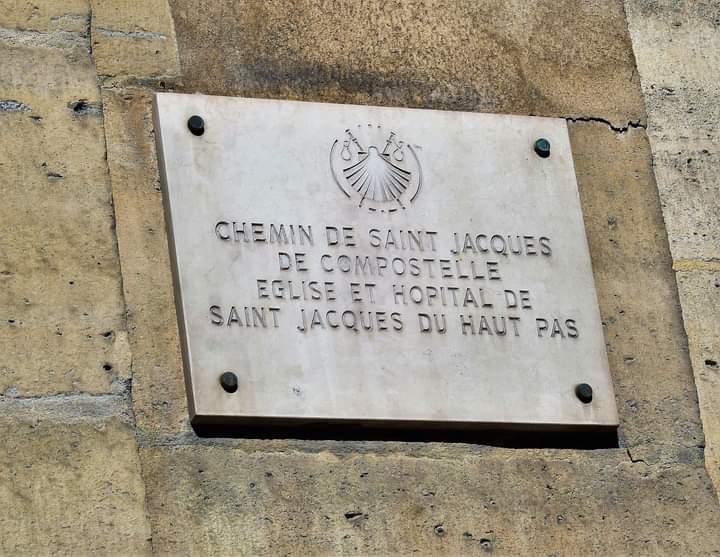 CHEMIN DE SAINT JACQUES
DE COMPOSTELLE
EGLISE ET HOPITAL DE
SAINT JACQUES DU HAUT PAS